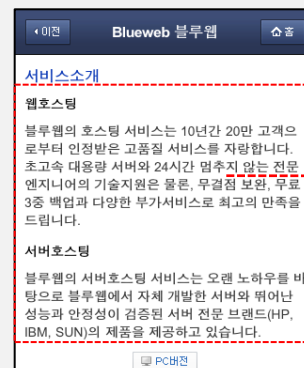 이전
Blueweb 블루웹
홈
서비스소개
웹호스팅
블루웹의 호스팅 서비스는 10년간 20만 고객으
로부터 인정받은 고품질 서비스를 자랑합니다.
초고속 대용량 서버와 24시간 멈추지 않는 전문
엔지니어의 기술지원은 물론, 무결점 보완, 무료
3중 백업과 다양한 부가서비스로 최고의 만족을
드립니다.
서버호스팅
블루웹의 서버호스팅 서비스는 오랜 노하우를 바
탕으로 블루웹에서 자체 개발한 서버와 뛰어난
성능과 안정성이 검증된 서버 전문 브랜드(HP,
IBM, SUN)의 제품을 제공하고 있습니다.
PC버전